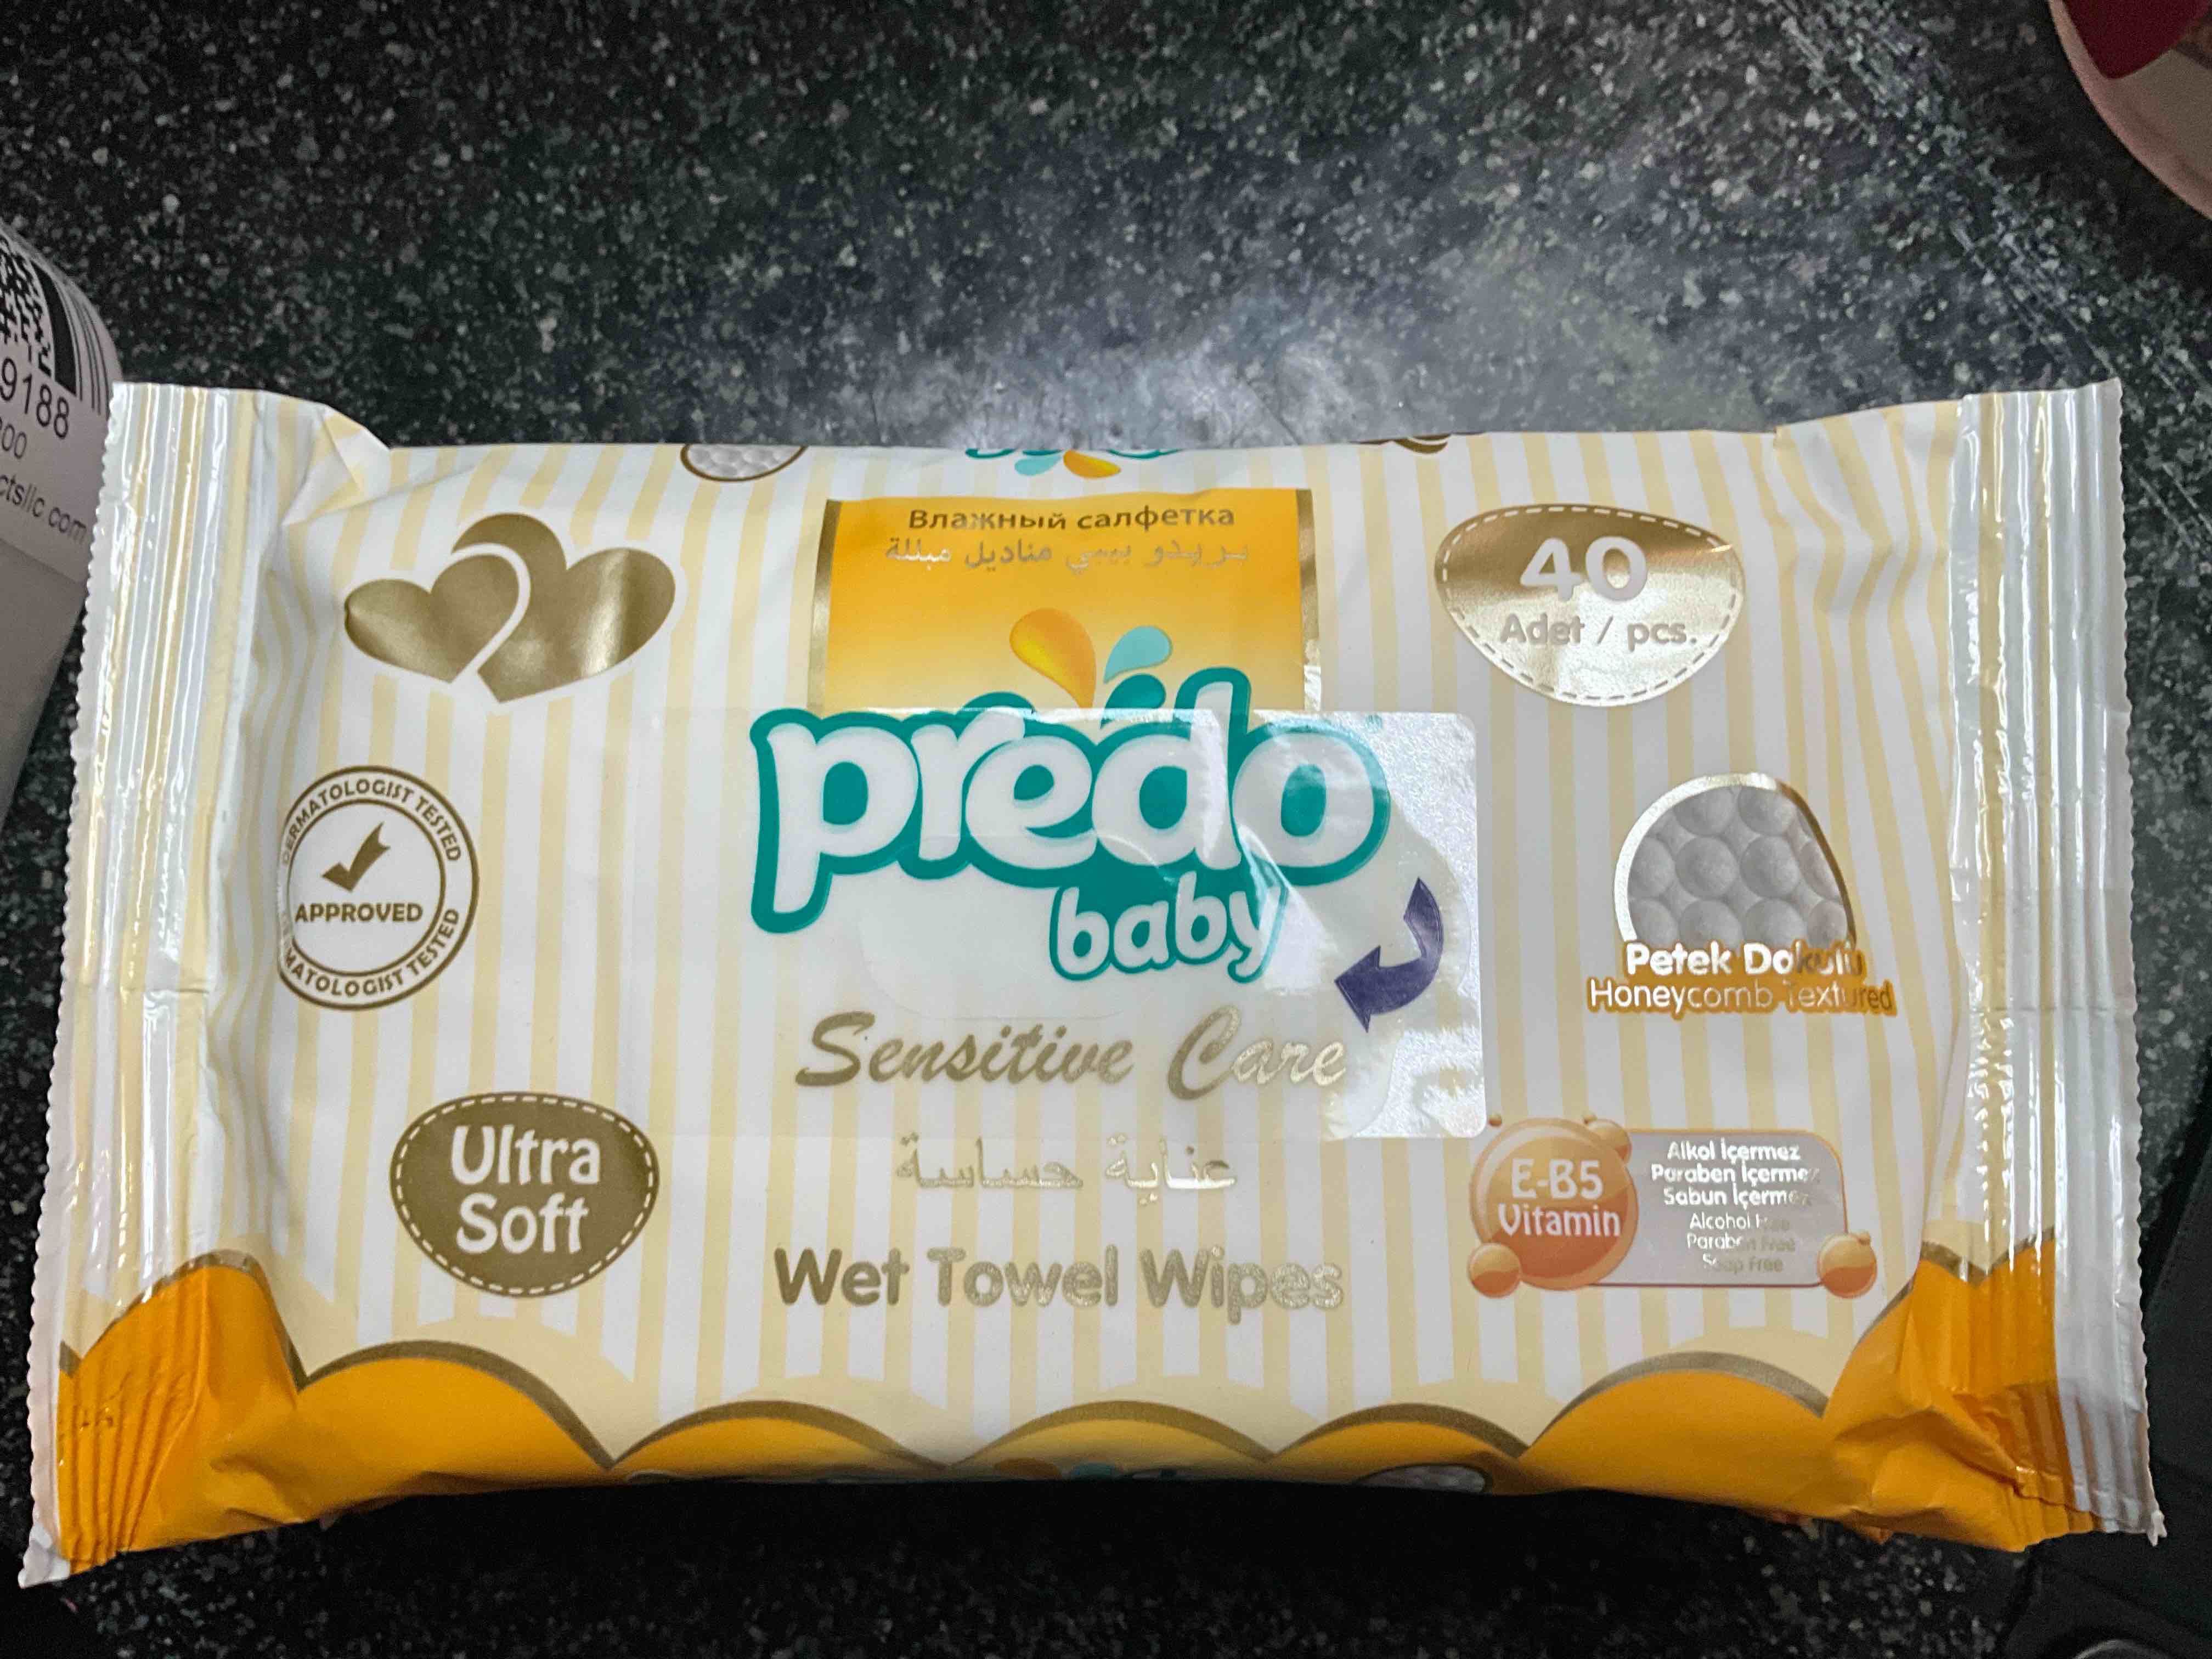 9188
Влажный салфетка
بريدو بيبي مناديل مبللة
40
Adet / pcs.
predo
baby
DERMATOLOGIST TESTED
APPROVED
DERMATOLOGIST TESTED
Petek Dokulu
Honeycomb Textured
Sensitive Care
عناية حساسة
Ultra
Soft
E-B5
Vitamin
Alkol İçermez
Paraben İçermez
Sabun İçermez
Alcohol Free
Paraben Free
Soap Free
Wet Towel Wipes